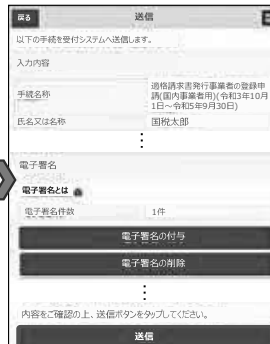 戻る
送信
以下の手続を受付システムへ送信します。
入力内容
手続名称
適格請求書発行事業者の登録申
請(国内事業者用)(令和3年10月
1日～令和5年9月30日)
氏名又は名称
国税太郎
︙
電子署名
電子署名とは
電子署名件数
1件
電子署名の付与
電子署名の削除
︙
内容をご確認の上、送信ボタンをタップしてください。
送信